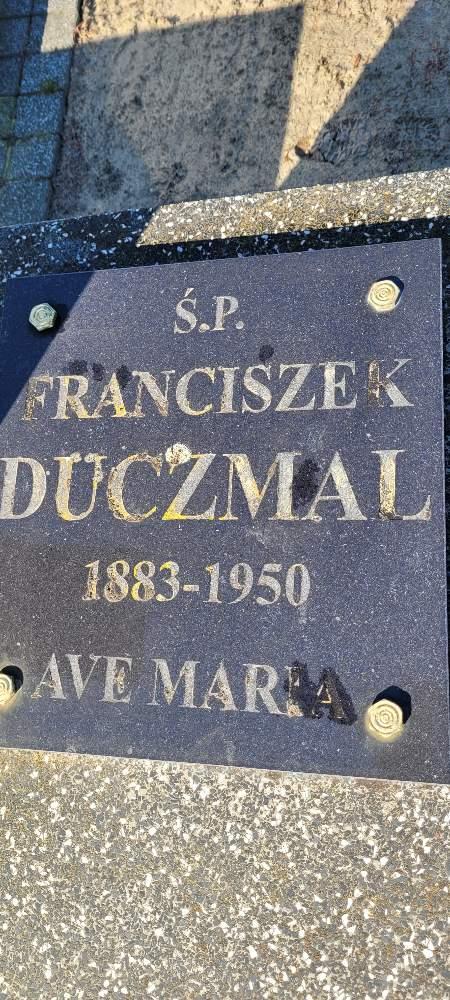 Ś.P.
FRANCISZEK
DUCZMAL
1883-1950
AVE MARIA